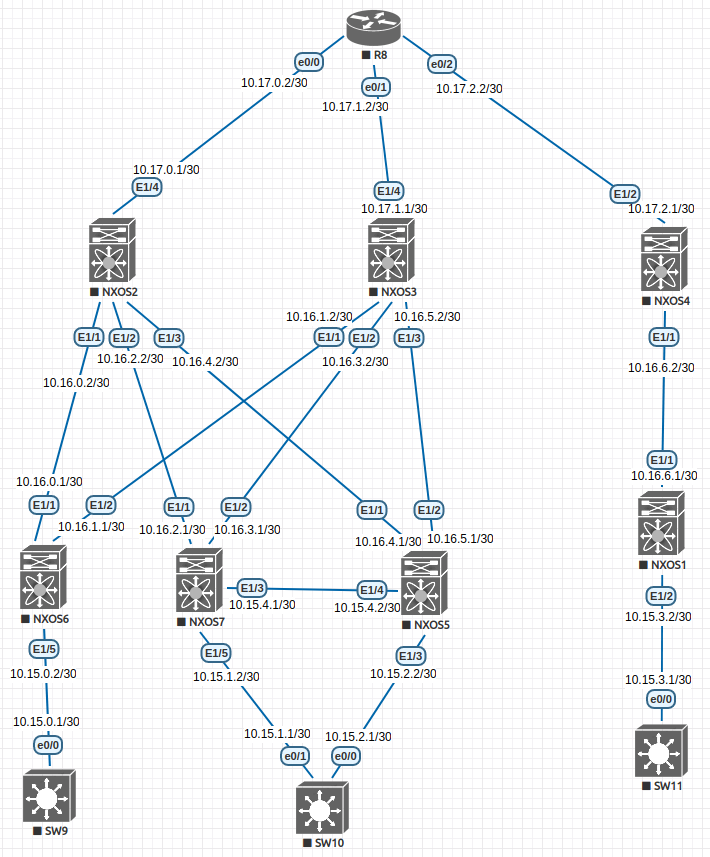 R8
e0/0
e0/1
e0/2
10.17.0.2/30
10.17.1.2/30
10.17.2.2/30
10.17.0.1/30
E1/4
E1/4
10.17.1.1/30
E1/2
10.17.2.1/30
NXOS2
NXOS3
NXOS4
10.16.1.2/30
10.16.5.2/30
E1/1
E1/2
E1/3
E1/1
E1/2
E1/3
E1/1
10.16.2.2/30
10.16.4.2/30
10.16.3.2/30
10.16.6.2/30
10.16.0.2/30
E1/1
10.16.6.1/30
10.16.0.1/30
E1/1
E1/2
E1/1
E1/2
E1/1
E1/2
10.16.1.1/30
10.16.2.1/30
10.16.3.1/30
10.16.4.1/30
10.16.5.1/30
NXOS1
E1/3
E1/4
10.15.4.1/30
10.15.4.2/30
E1/2
10.15.3.2/30
NXOS6
NXOS7
NXOS5
E1/5
E1/5
E1/3
10.15.0.2/30
10.15.1.2/30
10.15.2.2/30
10.15.3.1/30
e0/0
10.15.0.1/30
10.15.1.1/30
10.15.2.1/30
e0/0
e0/1
e0/0
SW11
SW9
SW10